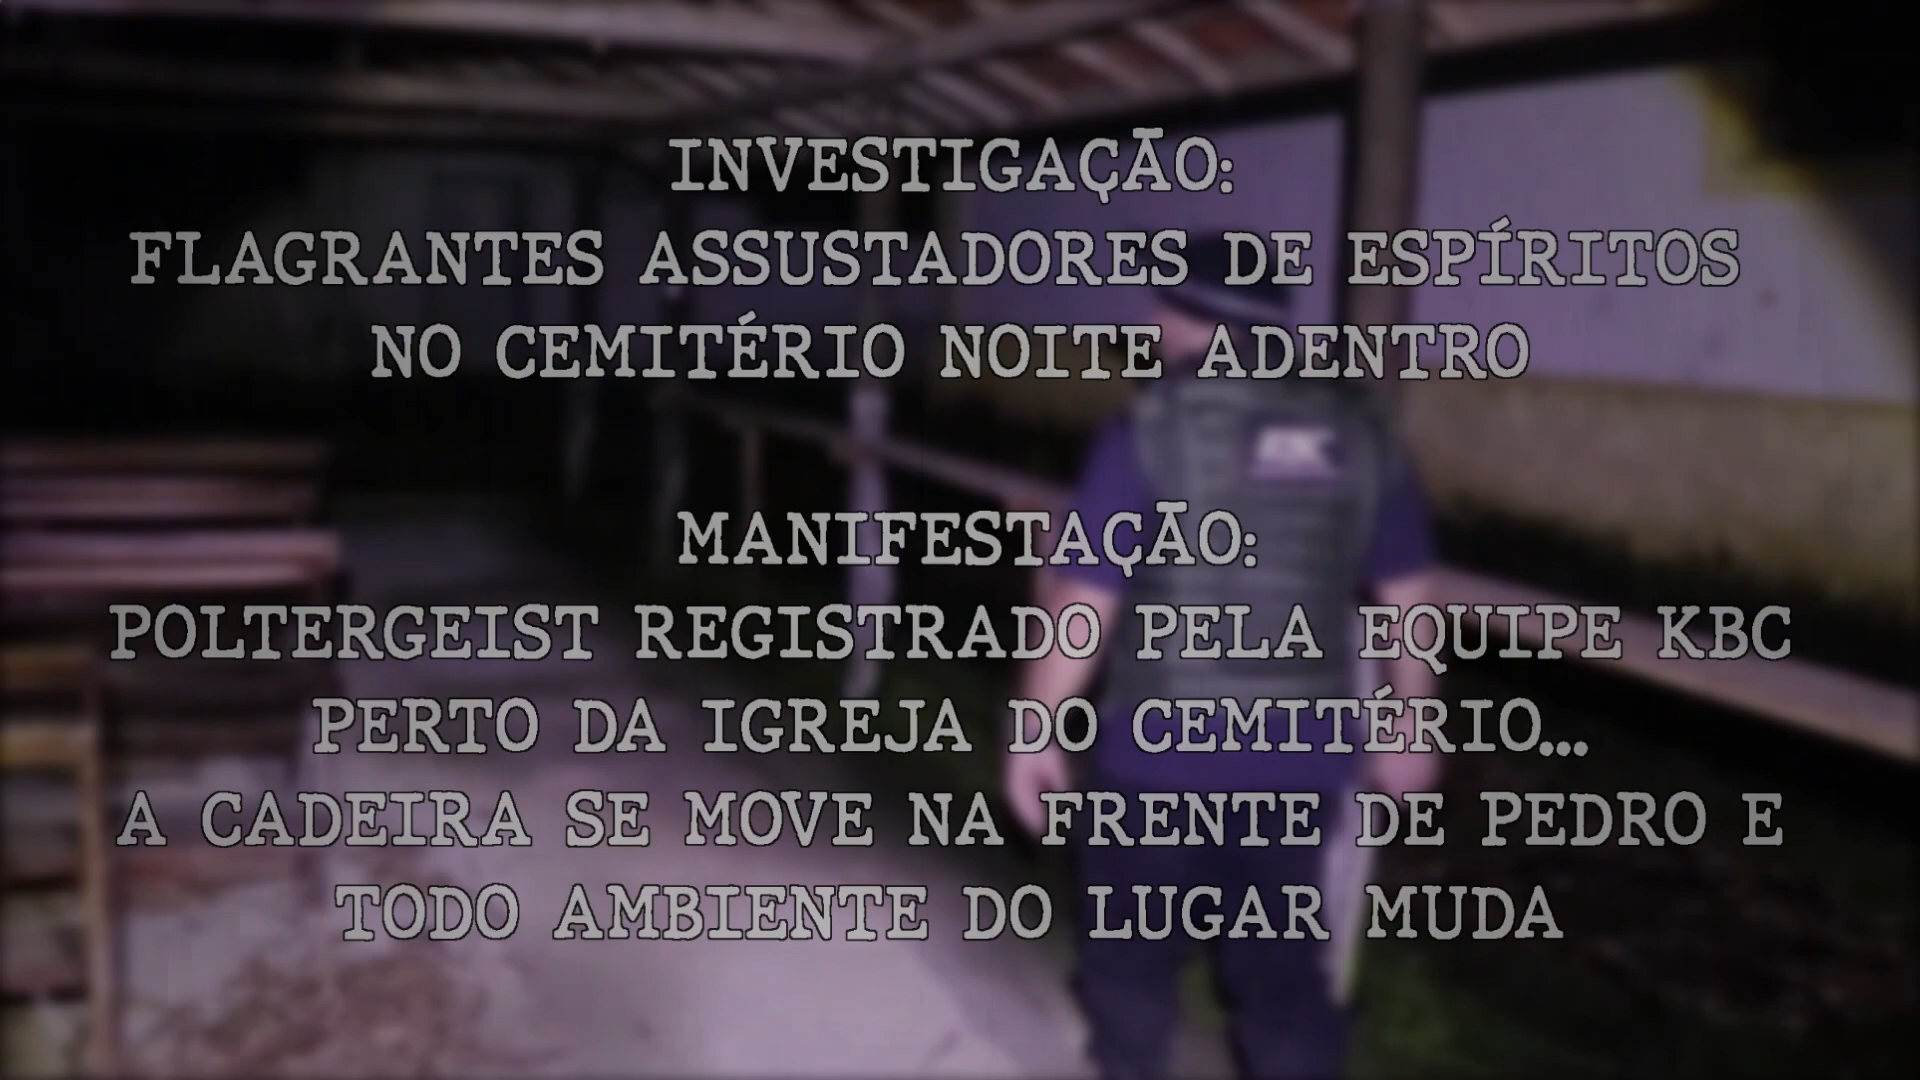 INVESTIGAÇÃO:
FLAGRANTES ASSUSTADORES DE ESPÍRITOS
NO CEMITÉRIO NOITE ADENTRO
MANIFESTAÇÃO:
POLTERGEIST REGISTRADO PELA EQUIPE KBC
PERTO DA IGREJA DO CEMITÉRIO...
A CADEIRA SE MOVE NA FRENTE DE PEDRO E
TODO AMBIENTE DO LUGAR MUDA